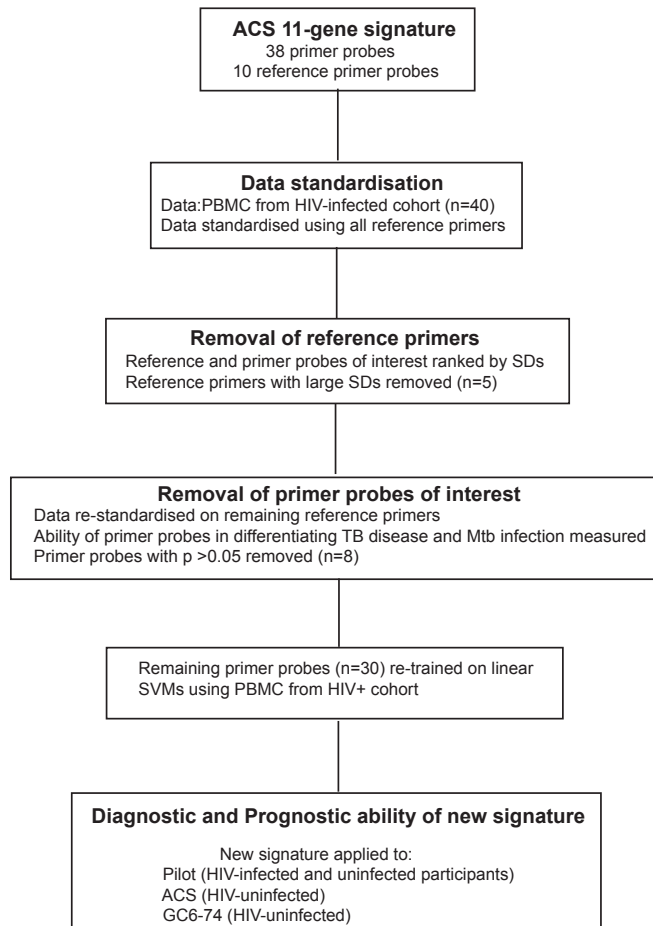 ACS 11-gene signature
38 primer probes
10 reference primer probes
Data standardisation
Data:PBMC from HIV-infected cohort (n=40)
Data standardised using all reference primers
Removal of reference primers
Reference and primer probes of interest ranked by SDs
Reference primers with large SDs removed (n=5)
Removal of primer probes of interest
Data re-standardised on remaining reference primers
Ability of primer probes in differentiating TB disease and Mtb infection measured
Primer probes with p >0.05 removed (n=8)
Remaining primer probes (n=30) re-trained on linear
SVMs using PBMC from HIV+ cohort
Diagnostic and Prognostic ability of new signature
New signature applied to:
Pilot (HIV-infected and uninfected participants)
ACS (HIV-uninfected)
GC6-74 (HIV-uninfected)